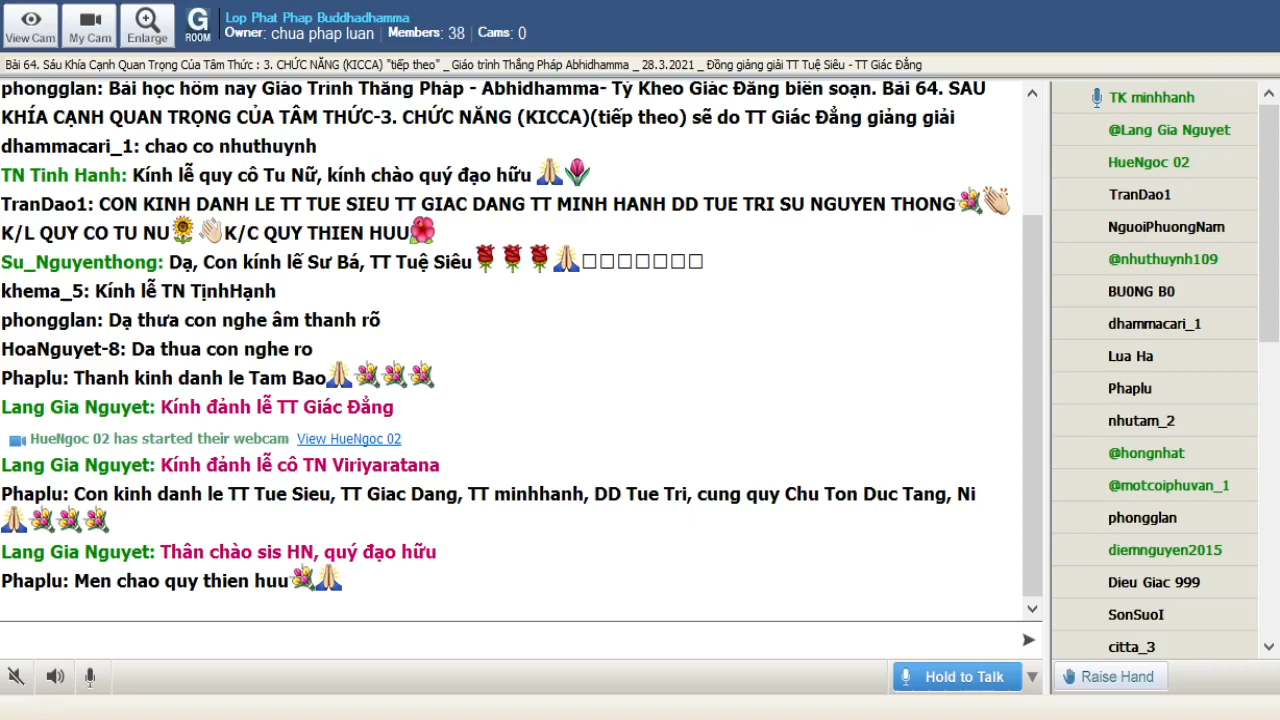 View Cam
My Cam
Enlarge
G
ROOM
Lop Phat Phap Buddhadhamma
Owner: chua phap luan
Members: 38
Cams: 0
Bài 64. Sáu Khía Cạnh Quan Trọng Của Tâm Thức : 3. CHỨC NĂNG (KICCA) "tiếp theo" _ Giáo trình Thắng Pháp Abhidhamma _ 28.3.2021 _ Đồng giảng giải TT Tuệ Siêu - TT Giác Đẳng
phongglan: Bài học hôm nay Giáo Trình Thắng Pháp - Abhidhamma- Tỳ Kheo Giác Đẳng biên soạn. Bài 64. SÁU
KHÍA CẠNH QUAN TRỌNG CỦA TÂM THỨC-3. CHỨC NĂNG (KICCA)(tiếp theo) sẽ do TT Giác Đẳng giảng giải
dhammacari_1: chao co nhuthuynh
TN Tinh Hanh: Kính lễ quy cô Tu Nữ, kính chào quý đạo hữu 🙏🌷
TranDao1: CON KINH DANH LE TT TUE SIEU TT GIAC DANG TT MINH HANH DD TUE TRI SU NGUYEN THONG💐👏
K/L QUY CO TU NU🌻👋K/C QUY THIEN HUU🌺
Su_Nguyenthong: Dạ, Con kính lế Sư Bá, TT Tuệ Siêu🌹🌹🌹🙏□□□□□□□
khema_5: Kính lễ TN TịnhHạnh
phongglan: Dạ thưa con nghe âm thanh rõ
HoaNguyet-8: Da thua con nghe ro
Phaplu: Thanh kinh danh le Tam Bao🙏💐💐💐
Lang Gia Nguyet: Kính đảnh lễ TT Giác Đẳng
HueNgoc 02 has started their webcam View HueNgoc 02
Lang Gia Nguyet: Kính đảnh lễ cô TN Viriyaratana
Phaplu: Con kinh danh le TT Tue Sieu, TT Giac Dang, TT minhhanh, DD Tue Tri, cung quy Chu Ton Duc Tang, Ni
🙏💐💐💐
Lang Gia Nguyet: Thân chào sis HN, quý đạo hữu
Phaplu: Men chao quy thien huu💐🙏
Hold to Talk
TK minhhanh
@Lang Gia Nguyet
HueNgoc 02
TranDao1
NguoiPhuongNam
@nhuthuynh109
BU0NG B0
dhammacari_1
Lua Ha
Phaplu
nhutam_2
@hongnhat
@motcoiphuvan_1
phongglan
diemnguyen2015
Dieu Giac 999
SonSuoI
citta_3
Raise Hand